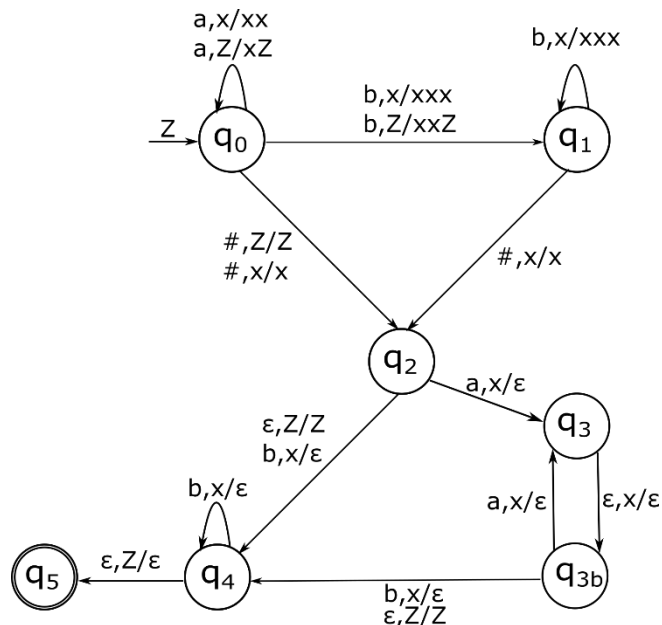 a,x/xx
a,Z/xZ
b,x/xxx
b,x/xxx
b,Z/xxZ
Z
q₀
q₁
#,Z/Z
#,x/x
#,x/x
q₂
a,x/ε
q₃
ε,Z/Z
b,x/ε
b,x/ε
a,x/ε
ε,x/ε
ε,Z/ε
q₅
q₄
q₃b
b,x/ε
ε,Z/Z